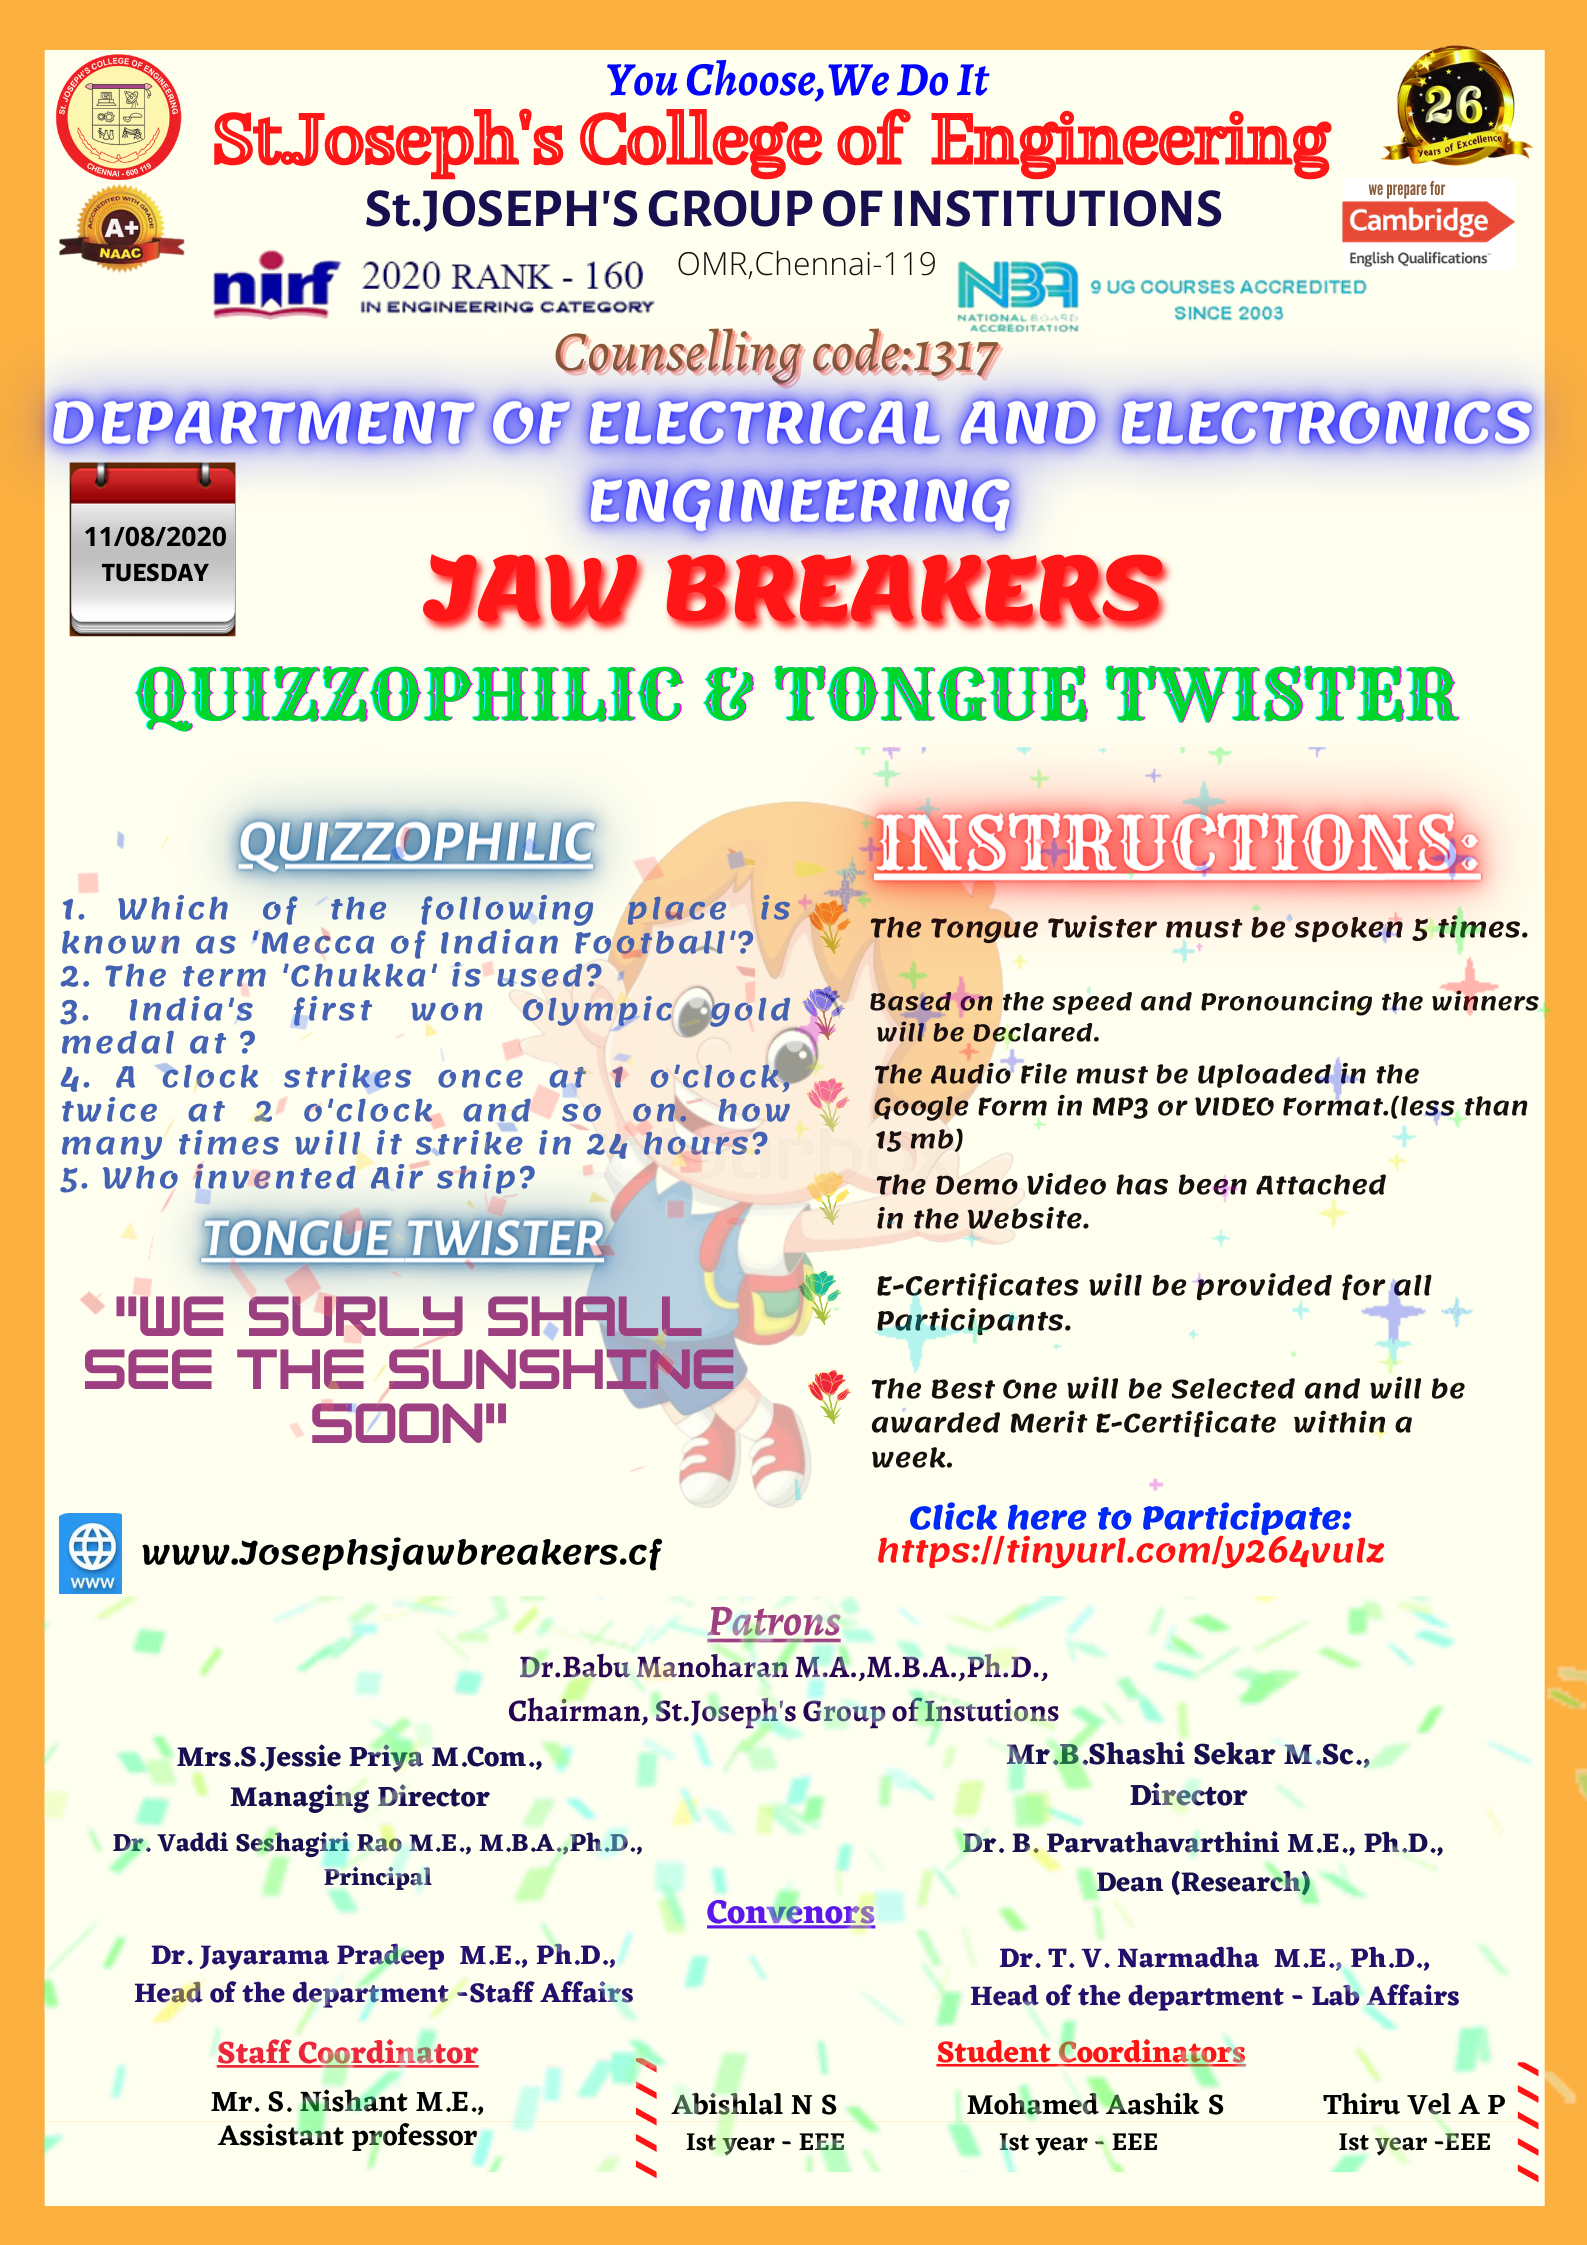 You Choose,We Do It
St.Joseph's College of Engineering
St.JOSEPH'S GROUP OF INSTITUTIONS
OMR,Chennai-119
St. JOSEPH'S COLLEGE OF ENGINEERING
CHENNAI - 600 119
ACCREDITED WITH GRADE
A+
NAAC
26
Years of Excellence
we prepare for
Cambridge
English Qualifications
nirf
2020 RANK - 160
IN ENGINEERING CATEGORY
NBA
NATIONAL BOARD
ACCREDITATION
9 UG COURSES ACCREDITED
SINCE 2003
Counselling code:1317
DEPARTMENT OF ELECTRICAL AND ELECTRONICS
ENGINEERING
11/08/2020
TUESDAY
JAW BREAKERS
QUIZZOPHILIC & TONGUE TWISTER
QUIZZOPHILIC
1. Which of the following place is
known as 'Mecca of Indian Football'?
2. The term 'Chukka' is used?
3. India's first won Olympic gold
medal at ?
4. A clock strikes once at 1 o'clock,
twice at 2 o'clock and so on. how
many times will it strike in 24 hours?
5. Who invented Air ship?
TONGUE TWISTER
"WE SURLY SHALL
SEE THE SUNSHINE
SOON"
INSTRUCTIONS:
The Tongue Twister must be spoken 5 times.
Based on the speed and Pronouncing the winners
will be Declared.
The Audio File must be Uploaded in the
Google Form in MP3 or VIDEO Format.(less than
15 mb)
The Demo Video has been Attached
in the Website.
E-Certificates will be provided for all
Participants.
The Best One will be Selected and will be
awarded Merit E-Certificate within a
week.
WWW
www.Josephsjawbreakers.cf
Click here to Participate:
https://tinyurl.com/y264vulz
Patrons
Dr.Babu Manoharan M.A.,M.B.A.,Ph.D.,
Chairman, St.Joseph's Group of Instutions
Mrs.S.Jessie Priya M.Com.,
Managing Director
Mr.B.Shashi Sekar M.Sc.,
Director
Dr. Vaddi Seshagiri Rao M.E., M.B.A.,Ph.D.,
Principal
Dr. B. Parvathavarthini M.E., Ph.D.,
Dean (Research)
Convenors
Dr. Jayarama Pradeep M.E., Ph.D.,
Head of the department -Staff Affairs
Dr. T. V. Narmadha M.E., Ph.D.,
Head of the department - Lab Affairs
Staff Coordinator
Mr. S. Nishant M.E.,
Assistant professor
Student Coordinators
Abishlal N S
Ist year - EEE
Mohamed Aashik S
Ist year - EEE
Thiru Vel A P
Ist year -EEE